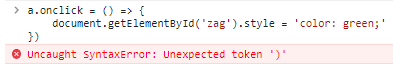 > a.onclick = () => {
document.getElementById('zag').style = 'color: green;'
})
Uncaught SyntaxError: Unexpected token ')'